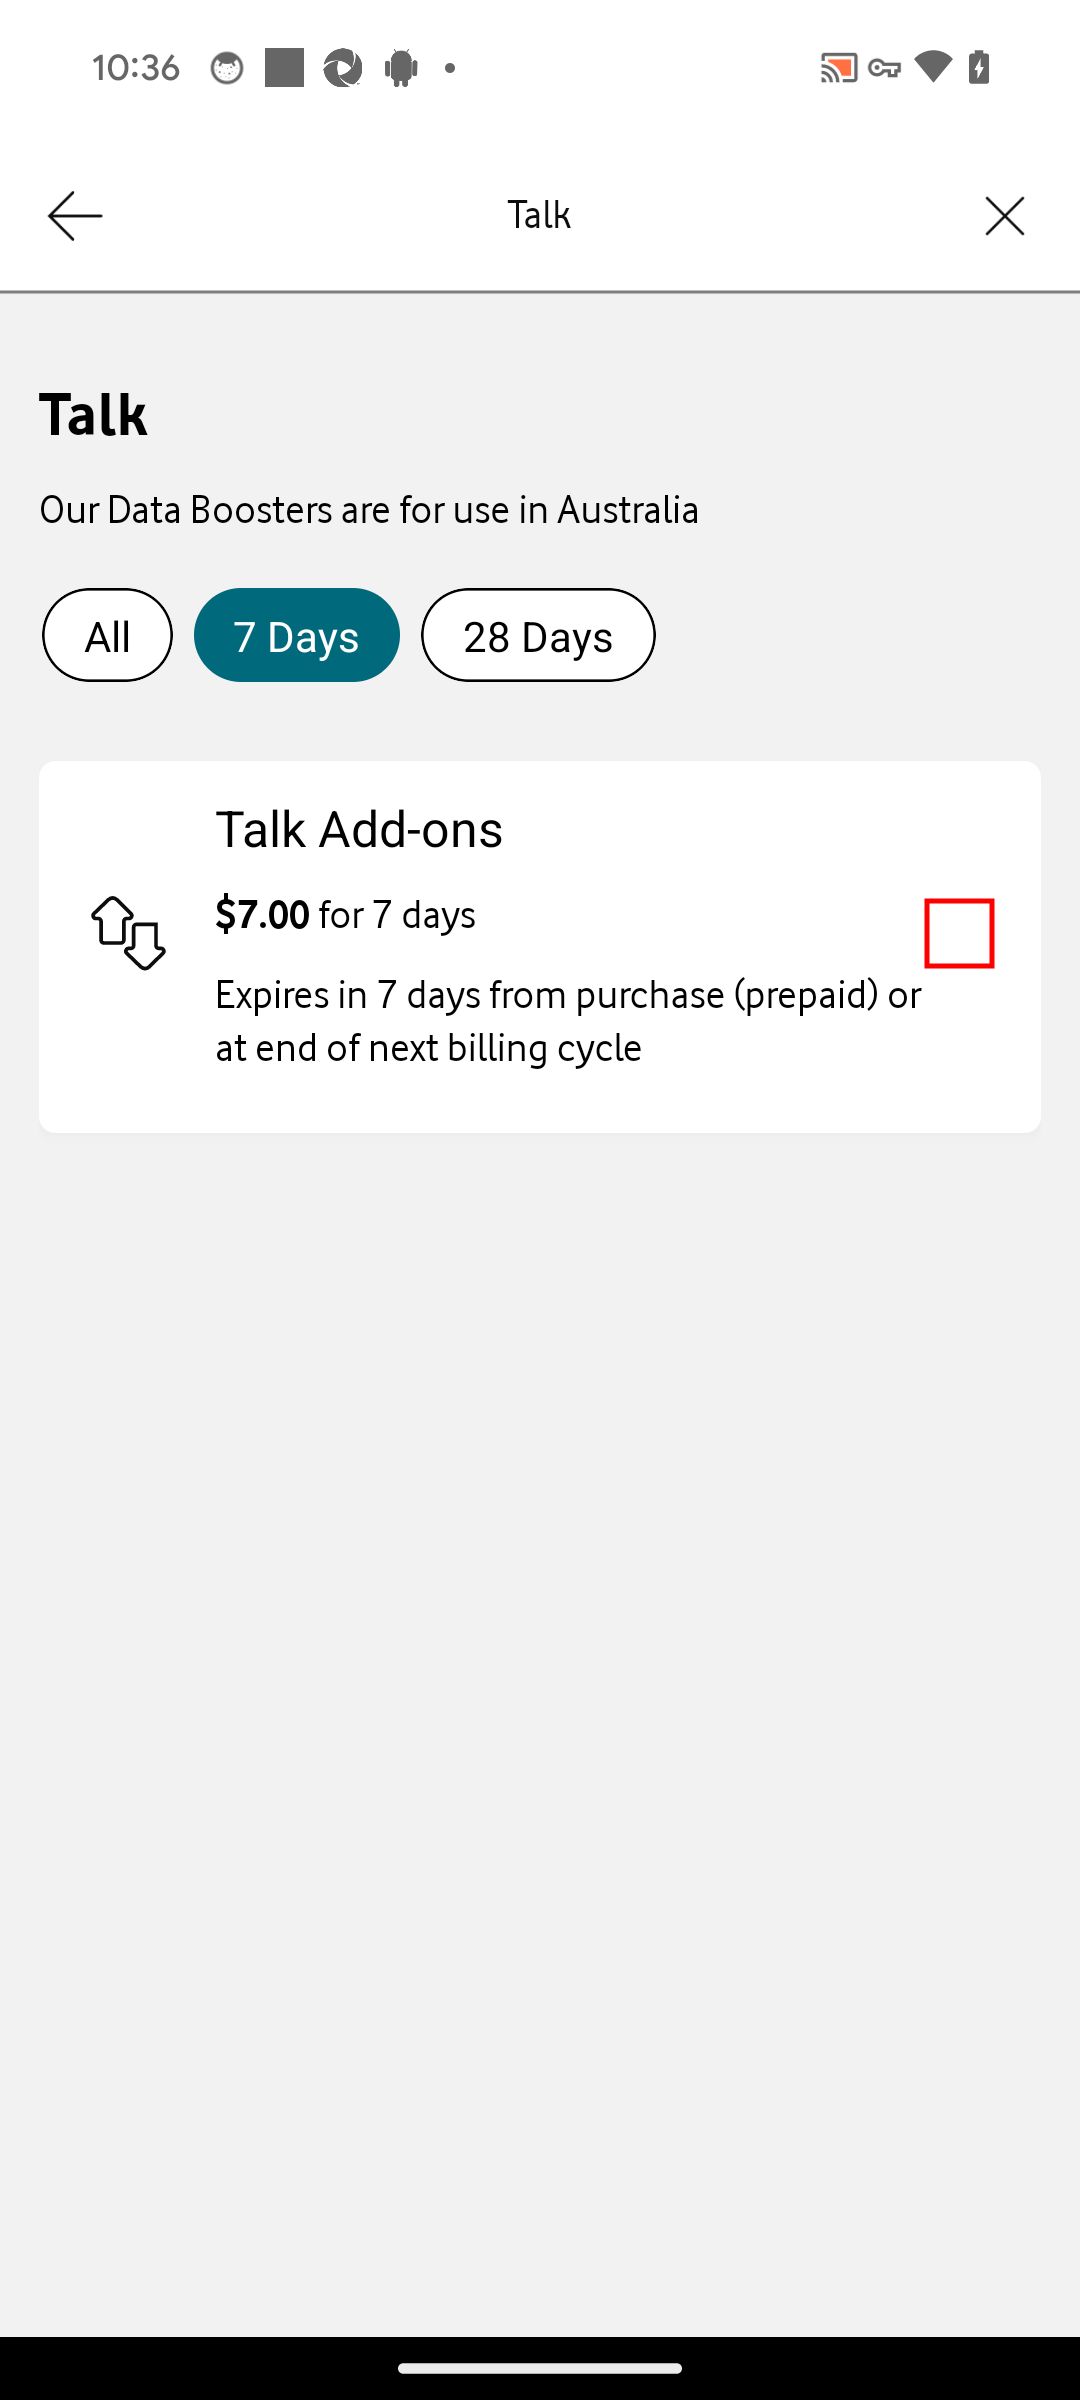 10:36
Talk
Talk
Our Data Boosters are for use in Australia
All
7 Days
28 Days
Talk Add-ons
$7.00 for 7 days
Expires in 7 days from purchase (prepaid) or
at end of next billing cycle